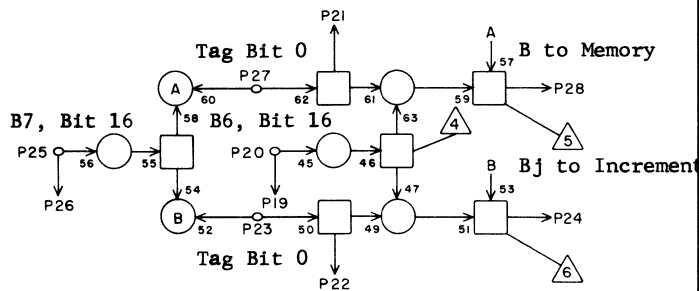 P21
A
Tag Bit 0
B to Memory
P27
57
A
60
62
61
59
P28
B7, Bit 16
58
B6, Bit 16
63
4
5
P25
56
55
P20
45
46
Bj to Increment
P26
54
P19
47
B
53
B
52
P23
50
49
51
P24
Tag Bit 0
P22
6